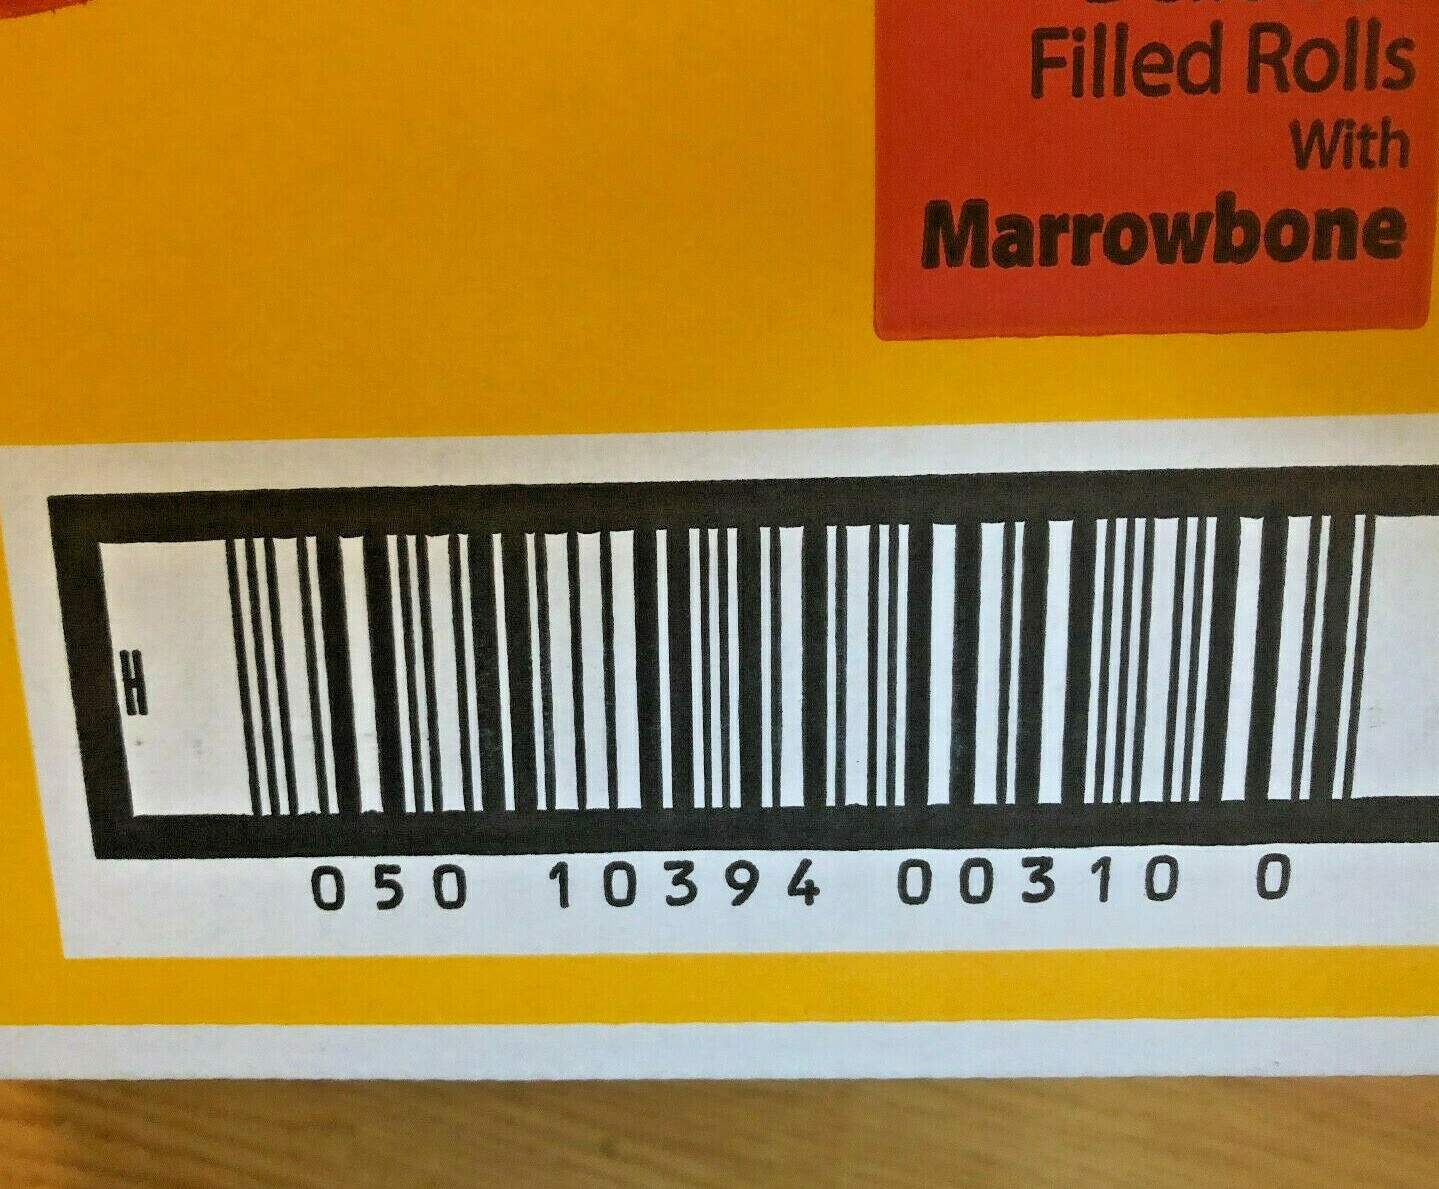 Filled Rolls
With
Marrowbone
H
050 10394 00310 0